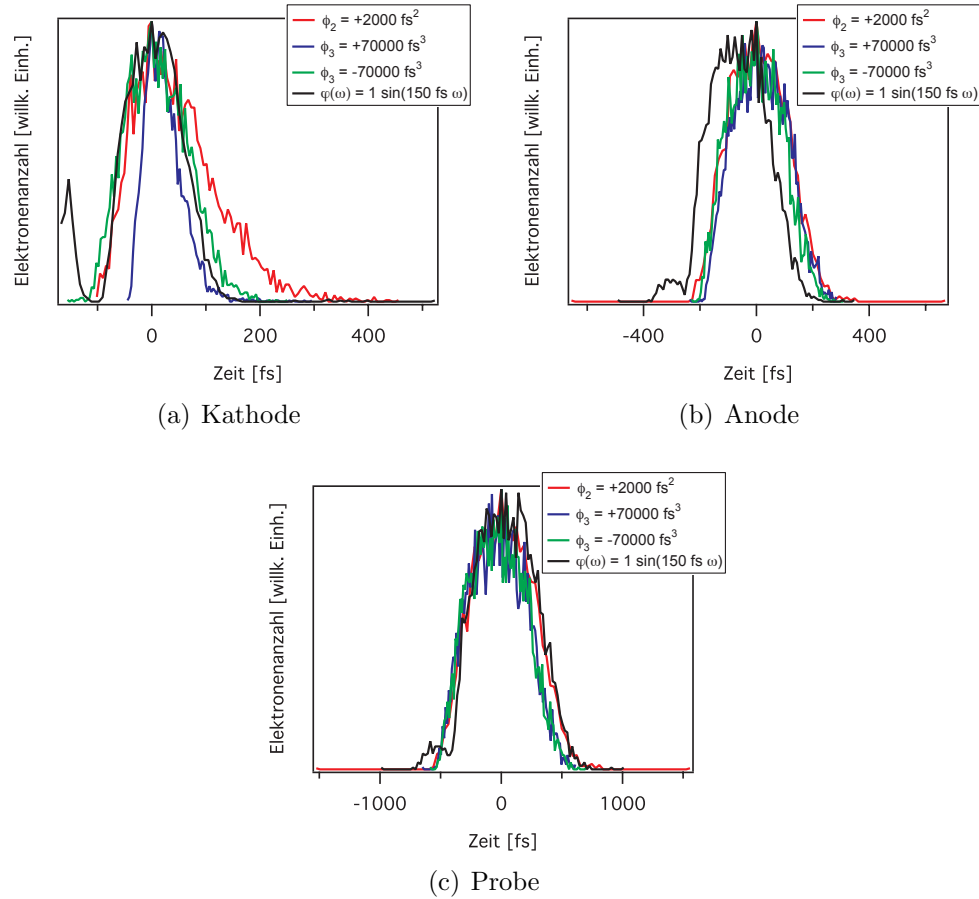 Elektronenanzahl [willk. Einh.]
ϕ₂ = +2000 fs²
ϕ₃ = +70000 fs³
ϕ₃ = -70000 fs³
φ(ω) = 1 sin(150 fs ω)
0
200
400
Zeit [fs]
(a) Kathode
Elektronenanzahl [willk. Einh.]
ϕ₂ = +2000 fs²
ϕ₃ = +70000 fs³
ϕ₃ = -70000 fs³
φ(ω) = 1 sin(150 fs ω)
-400
0
400
Zeit [fs]
(b) Anode
Elektronenanzahl [willk. Einh.]
ϕ₂ = +2000 fs²
ϕ₃ = +70000 fs³
ϕ₃ = -70000 fs³
φ(ω) = 1 sin(150 fs ω)
-1000
0
1000
Zeit [fs]
(c) Probe